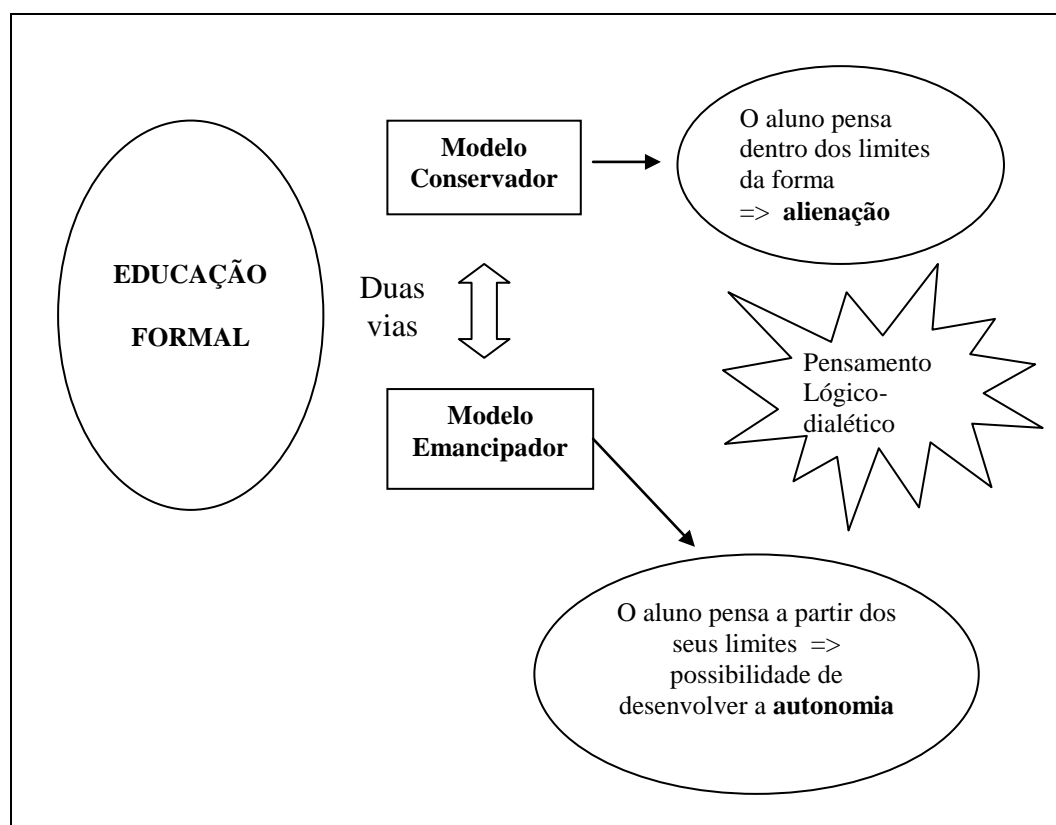 EDUCAÇÃO
FORMAL
Modelo
Conservador
Duas
vias
Modelo
Emancipador
O aluno pensa
dentro dos limites
da forma
=> alienação
Pensamento
Lógico-
dialético
O aluno pensa a partir dos
seus limites =>
possibilidade de
desenvolver a autonomia